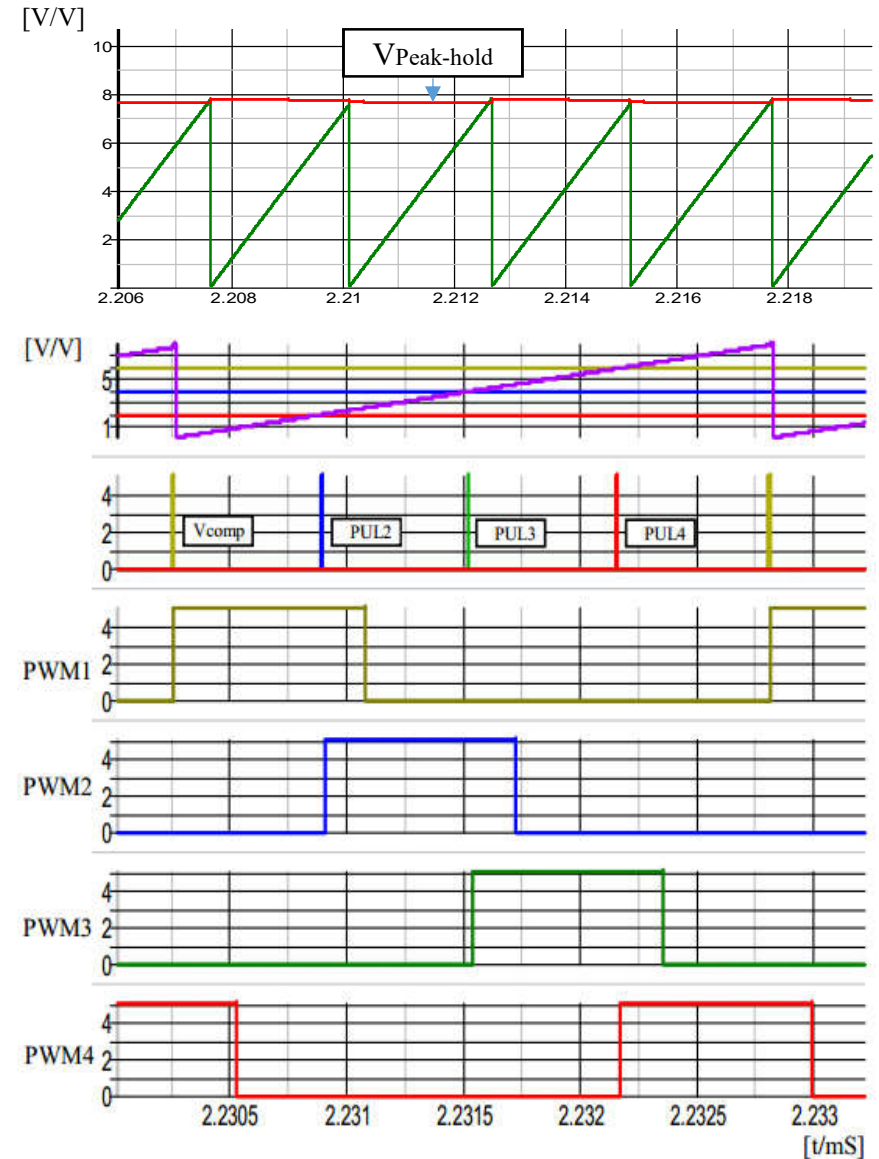 [V/V]
10
VPeak-hold
8
6
4
2
2.206 2.208 2.21 2.212 2.214 2.216 2.218
[V/V]
5
1
4
2
0
Vcomp PUL2 PUL3 PUL4
4
PWM1 2
0
4
PWM2 2
0
4
PWM3 2
0
4
PWM4 2
0
2.2305 2.231 2.2315 2.232 2.2325 2.233
[t/mS]